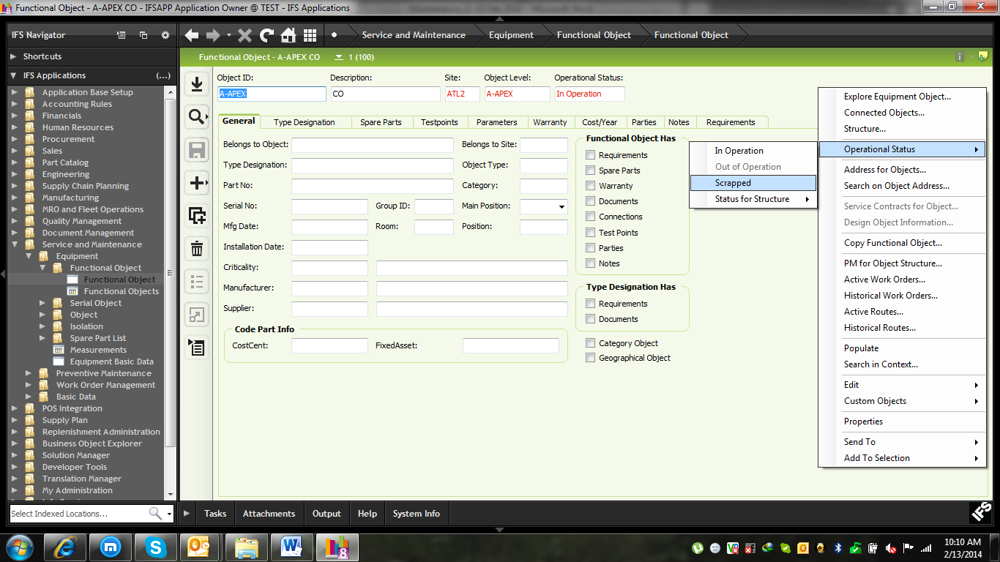 Functional Object - A-APEX CO - IFSAPP Application Owner @ TEST - IFS Applications
IFS Navigator
Service and Maintenance
Equipment
Functional Object
Functional Object
Shortcuts
Functional Object - A-APEX CO
1 (100)
IFS Applications
(...)
Application Base Setup
Accounting Rules
Financials
Human Resources
Procurement
Sales
Part Catalog
Engineering
Supply Chain Planning
Manufacturing
MRO and Fleet Operations
Quality Management
Document Management
Service and Maintenance
Equipment
Functional Object
Functional Object
Functional Objects
Serial Object
Object
Isolation
Spare Part List
Measurements
Equipment Basic Data
Preventive Maintenance
Work Order Management
Basic Data
POS Integration
Supply Plan
Replenishment Administration
Business Object Explorer
Solution Manager
Developer Tools
Translation Manager
My Administration
Select Indexed Locations...
Object ID:
Description:
Site:
Object Level:
Operational Status:
A-APEX
CO
ATL2
A-APEX
In Operation
General
Type Designation
Spare Parts
Testpoints
Parameters
Warranty
Cost/Year
Parties
Notes
Requirements
Belongs to Object:
Belongs to Site:
Type Designation:
Object Type:
Part No:
Category:
Serial No:
Group ID:
Main Position:
Mfg Date:
Room:
Position:
Installation Date:
Criticality:
Manufacturer:
Supplier:
Code Part Info
CostCent:
FixedAsset:
Functional Object Has
Requirements
Spare Parts
Warranty
Documents
Connections
Test Points
Parties
Notes
Type Designation Has
Requirements
Documents
Category Object
Geographical Object
In Operation
Out of Operation
Scrapped
Status for Structure
Explore Equipment Object...
Connected Objects...
Structure...
Operational Status
Address for Objects...
Search on Object Address...
Service Contracts for Object...
Design Object Information...
Copy Functional Object...
PM for Object Structure...
Active Work Orders...
Historical Work Orders...
Active Routes...
Historical Routes...
Populate
Search in Context...
Edit
Custom Objects
Properties
Send To
Add To Selection
Tasks
Attachments
Output
Help
System Info
IFS
10:10 AM
2/13/2014